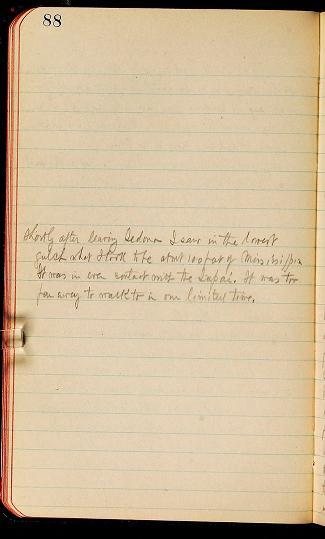 88
Shortly after leaving Sedona I saw in the lowest
gulch what I took to be about 100 feet of Mississippian
It was in even contact with the Supai. It was too
far away to walk to in our limited time.